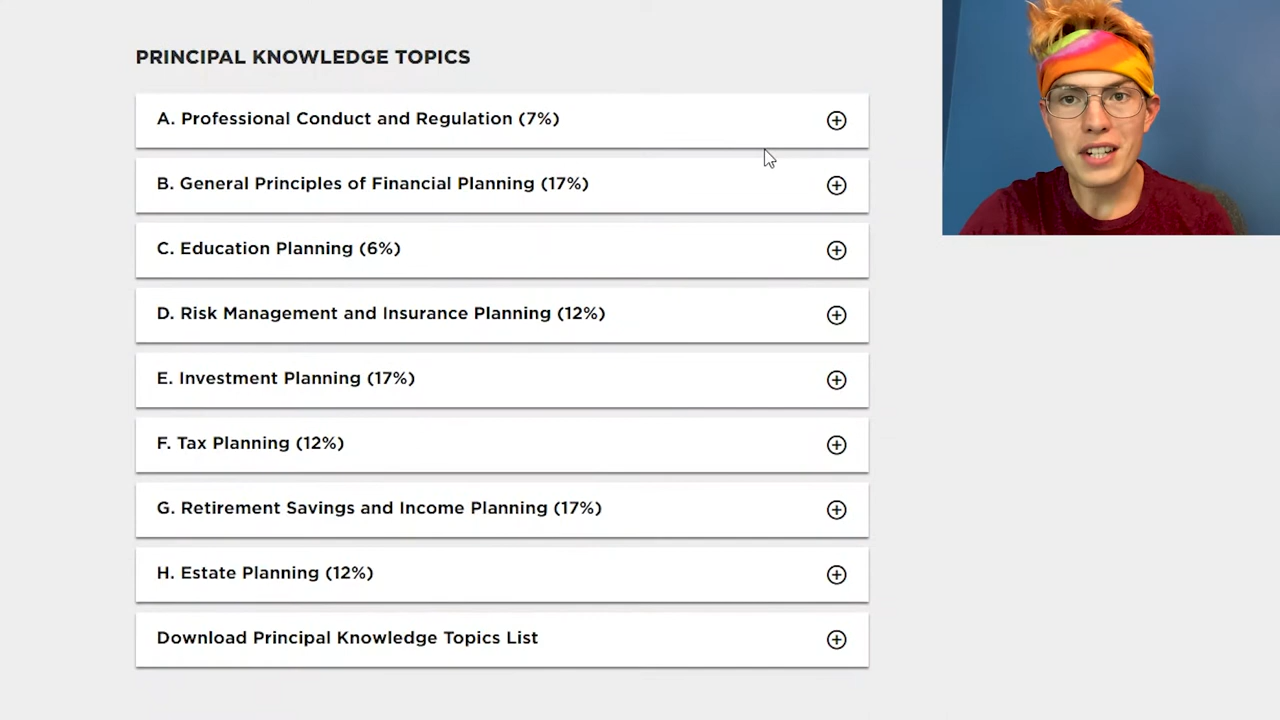 PRINCIPAL KNOWLEDGE TOPICS
A. Professional Conduct and Regulation (7%)
B. General Principles of Financial Planning (17%)
C. Education Planning (6%)
D. Risk Management and Insurance Planning (12%)
E. Investment Planning (17%)
F. Tax Planning (12%)
G. Retirement Savings and Income Planning (17%)
H. Estate Planning (12%)
Download Principal Knowledge Topics List